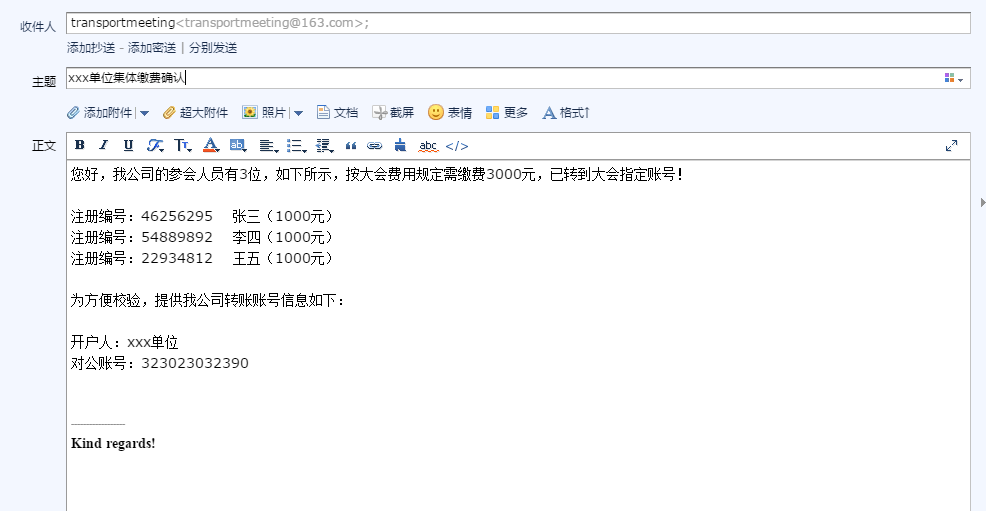 收件人 transportmeeting<transportmeeting@163.com>;
添加抄送 - 添加密送 | 分别发送
主题 xxx单位集体缴费确认
添加附件 超大附件 照片 文档 截屏 表情 更多 格式↑
正文 B I U abc </>
您好，我公司的参会人员有3位，如下所示，按大会费用规定需缴费3000元，已转到大会指定账号！
注册编号：46256295 张三（1000元）
注册编号：54889892 李四（1000元）
注册编号：22934812 王五（1000元）
为方便校验，提供我公司转账账号信息如下：
开户人：xxx单位
对公账号：323023032390
Kind regards!